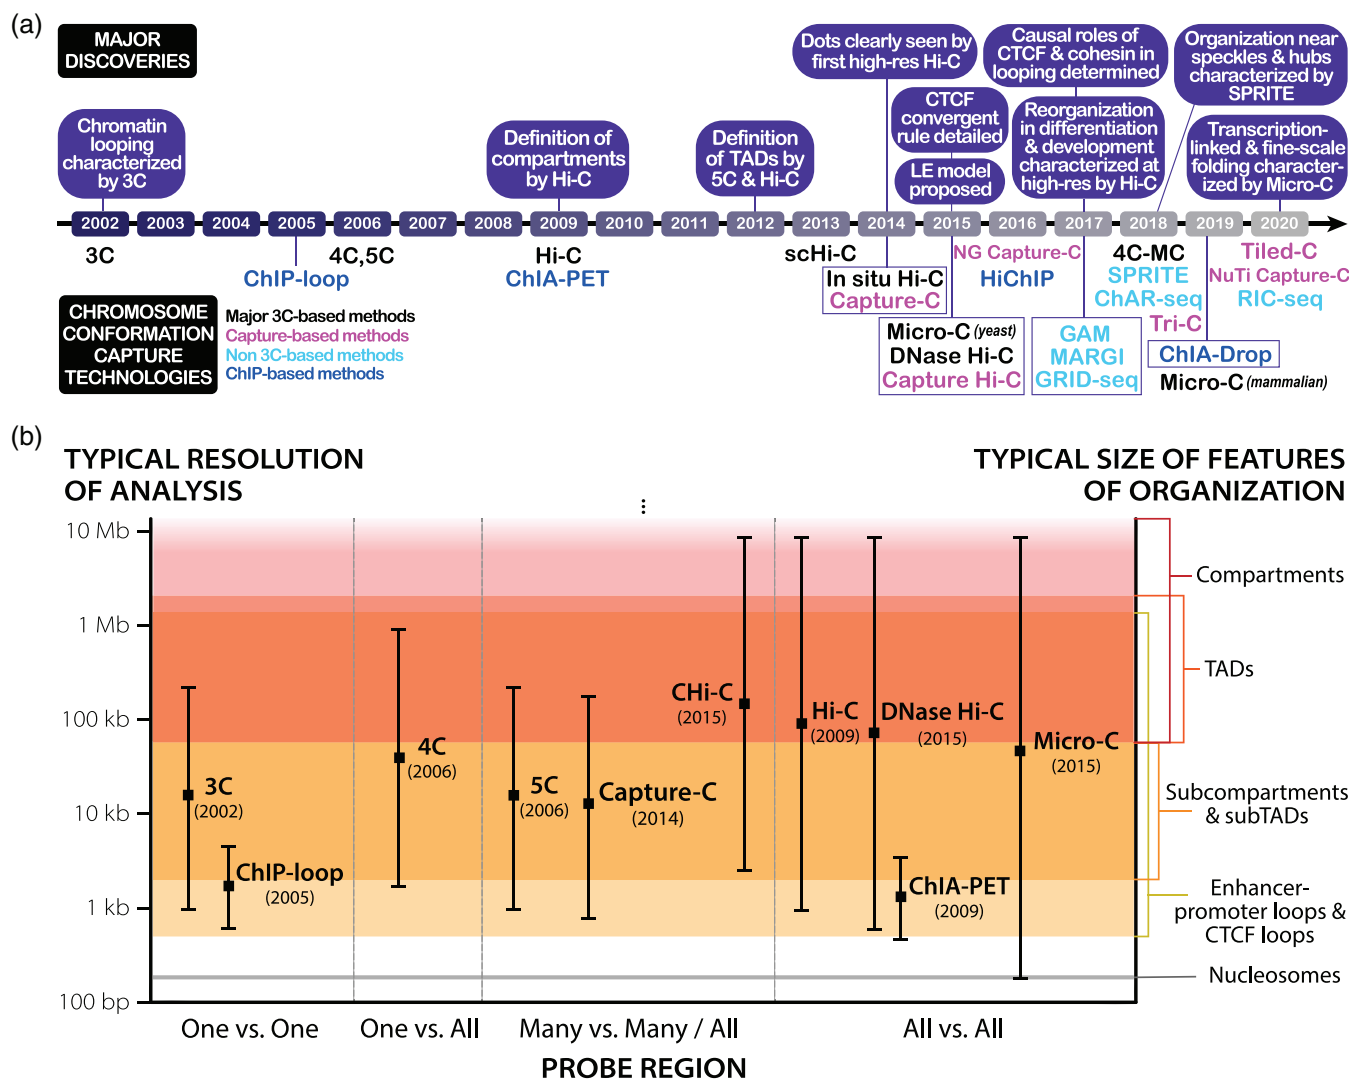 (a)
MAJOR
DISCOVERIES
Chromatin
looping
characterized
by 3C
Definition of
compartments
by Hi-C
Definition
of TADs by
5C & Hi-C
Dots clearly seen by
first high-res Hi-C
CTCF
convergent
rule detailed
LE model
proposed
Causal roles of
CTCF & cohesin in
looping determined
Reorganization
in differentiation
& development
characterized at
high-res by Hi-C
Organization near
speckles & hubs
characterized by
SPRITE
Transcription-
linked & fine-scale
folding character-
ized by Micro-C
2002 2003 2004 2005 2006 2007 2008 2009 2010 2011 2012 2013 2014 2015 2016 2017 2018 2019 2020
3C
ChIP-loop
4C,5C
Hi-C
ChIA-PET
scHi-C
In situ Hi-C
Capture-C
Micro-C (yeast)
DNase Hi-C
Capture Hi-C
NG Capture-C
HiChIP
GAM
MARGI
GRID-seq
4C-MC
SPRITE
ChAR-seq
Tri-C
ChIA-Drop
Micro-C (mammalian)
Tiled-C
NuTi Capture-C
RIC-seq
CHROMOSOME
CONFORMATION
CAPTURE
TECHNOLOGIES
Major 3C-based methods
Capture-based methods
Non 3C-based methods
ChIP-based methods
(b)
TYPICAL RESOLUTION
OF ANALYSIS
TYPICAL SIZE OF FEATURES
OF ORGANIZATION
...
10 Mb
1 Mb
100 kb
10 kb
1 kb
100 bp
3C
(2002)
ChIP-loop
(2005)
4C
(2006)
5C
(2006)
Capture-C
(2014)
CHi-C
(2015)
Hi-C
(2009)
DNase Hi-C
(2015)
ChIA-PET
(2009)
Micro-C
(2015)
Compartments
TADs
Subcompartments
& subTADs
Enhancer-
promoter loops &
CTCF loops
Nucleosomes
One vs. One
One vs. All
Many vs. Many / All
All vs. All
PROBE REGION